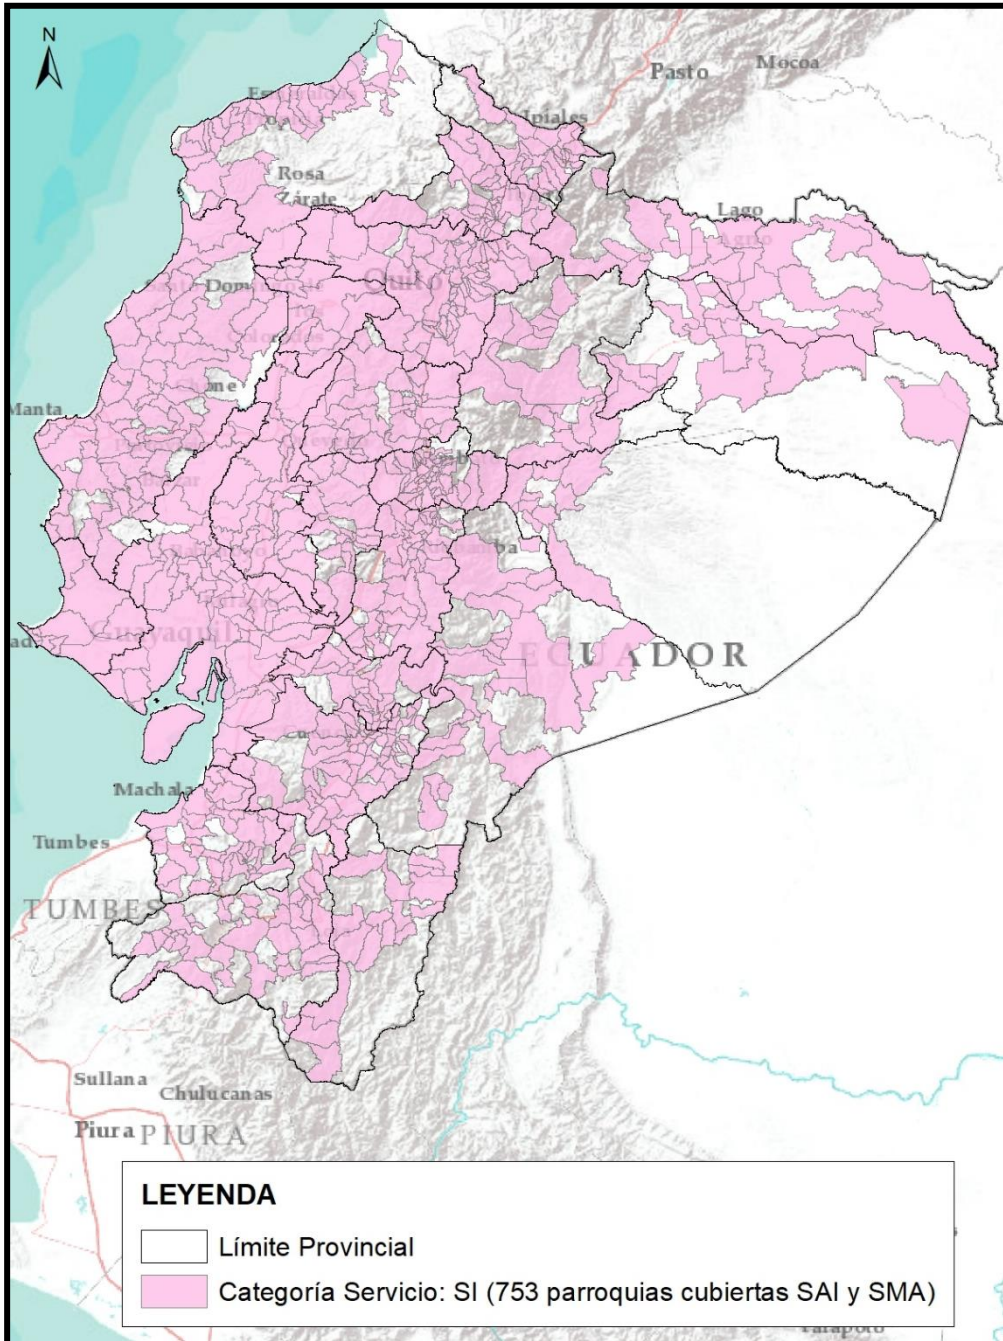 N
Pasto
Mocoa
Ipiales
Rosa
Zárate
Lago
Agrio
Quito
Manta
Guayaquil
ECUADOR
Machala
Tumbes
TUMBES
Sullana
Chulucanas
Piura PIURA
LEYENDA
Límite Provincial
Categoría Servicio: SI (753 parroquias cubiertas SAI y SMA)